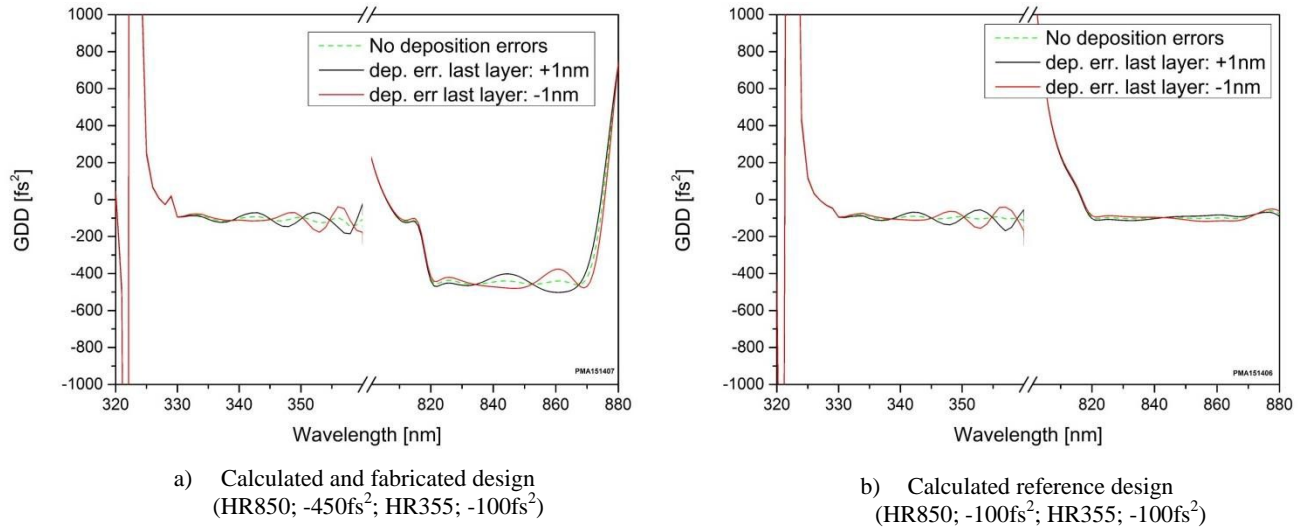 1000
800
600
400
200
0
-200
-400
-600
-800
-1000
GDD [fs²]
No deposition errors
dep. err. last layer: +1nm
dep. err last layer: -1nm
PMA151407
320 330 340 350 820 840 860 880
Wavelength [nm]
a) Calculated and fabricated design
(HR850; -450fs²; HR355; -100fs²)
1000
800
600
400
200
0
-200
-400
-600
-800
-1000
GDD [fs²]
No deposition errors
dep. err. last layer: +1nm
dep. err. last layer: -1nm
PMA151406
320 330 340 350 820 840 860 880
Wavelength [nm]
b) Calculated reference design
(HR850; -100fs²; HR355; -100fs²)